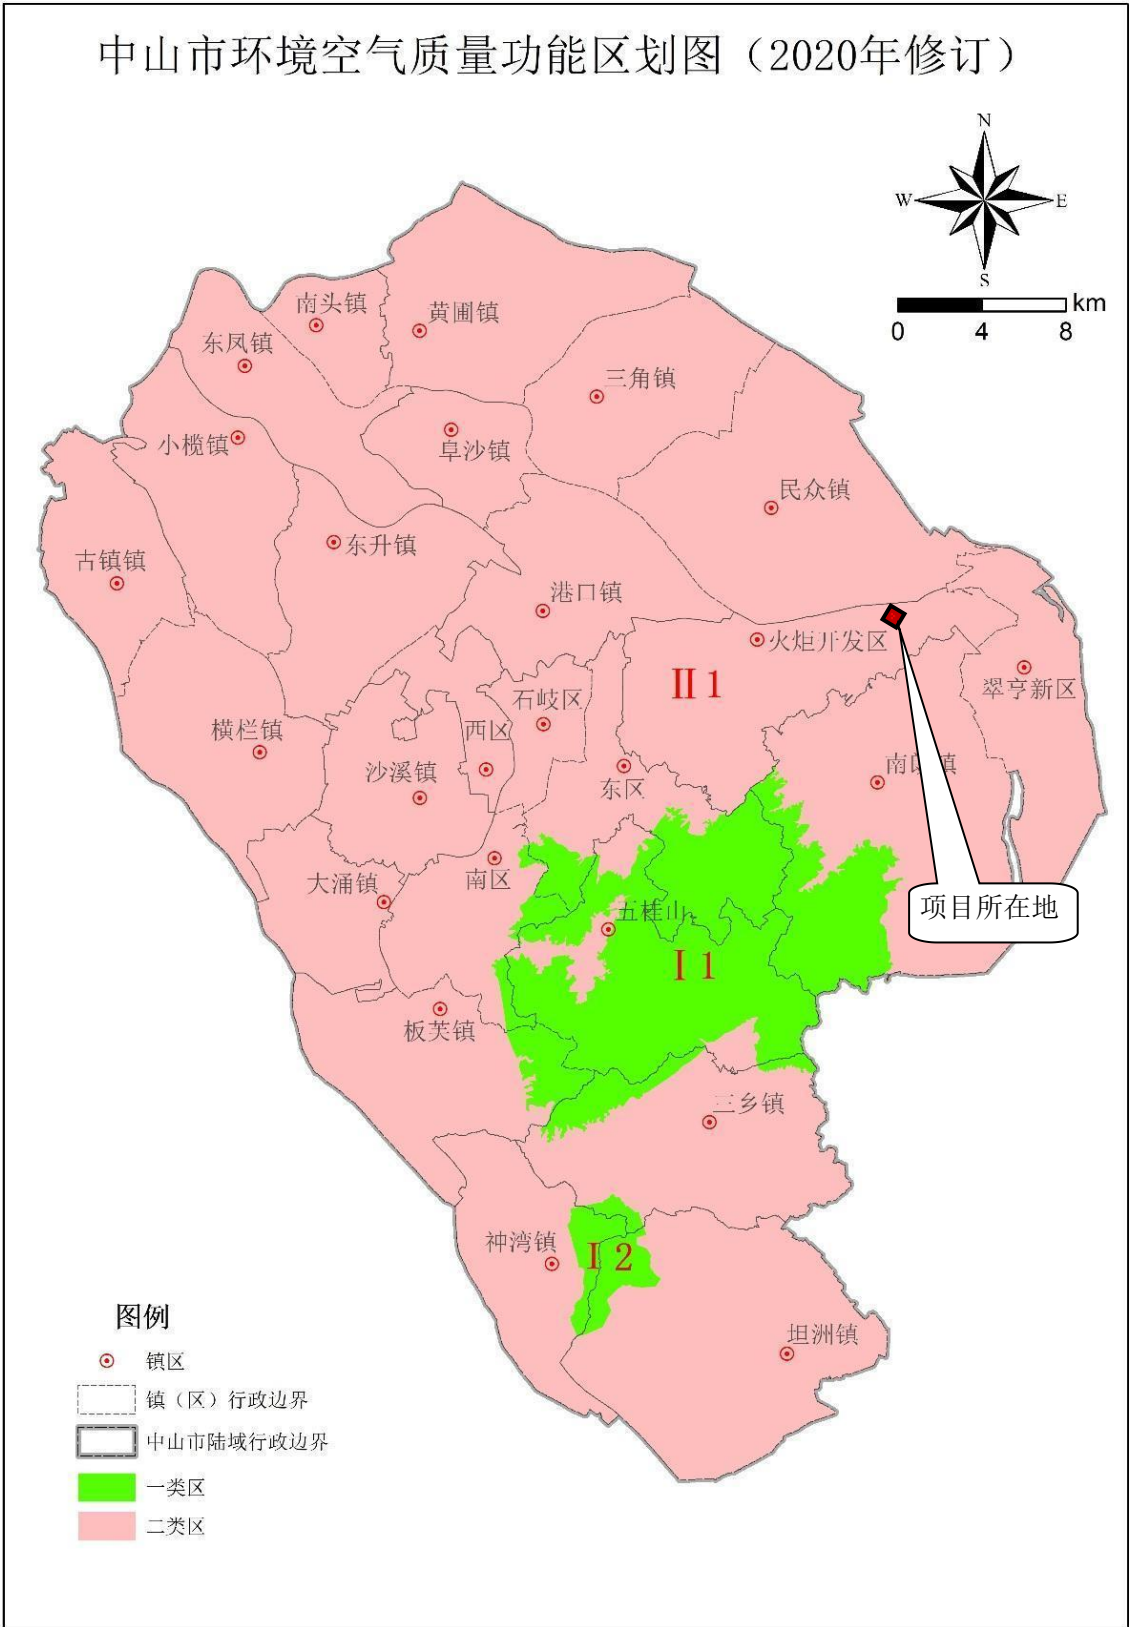 中山市环境空气质量功能区划图（2020年修订）
N
W
E
S
km
0 4 8
南头镇
黄圃镇
东凤镇
三角镇
小榄镇
阜沙镇
民众镇
东升镇
古镇镇
港口镇
火炬开发区
II 1
翠亨新区
石岐区
横栏镇
西区
沙溪镇
东区
南
镇
大涌镇
南区
五桂山
项目所在地
I 1
板芙镇
三乡镇
神湾镇
I 2
坦洲镇
图例
镇区
镇（区）行政边界
中山市陆域行政边界
一类区
二类区